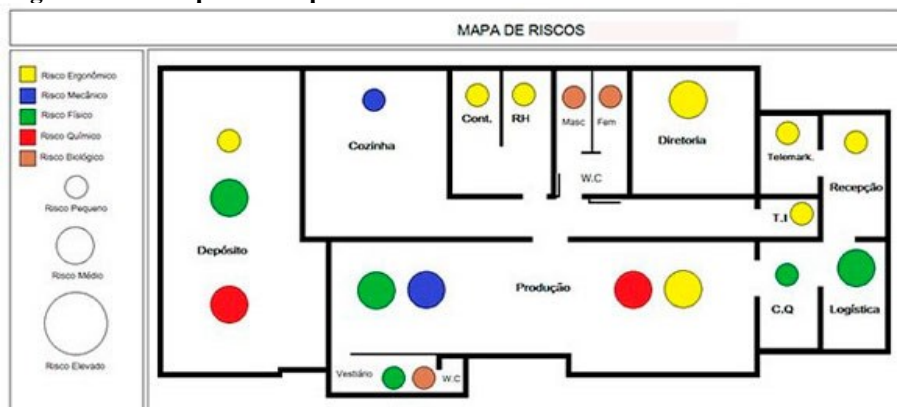 MAPA DE RISCOS
Risco Ergonômico
Risco Mecânico
Risco Físico
Risco Químico
Risco Biológico
Risco Pequeno
Risco Médio
Risco Elevado
Cont.
RH
Masc
Fem
Cozinha
Diretoria
Telemark.
W.C
Recepção
T.I
Depósito
Produção
C.Q
Logística
Vestiário
W.C